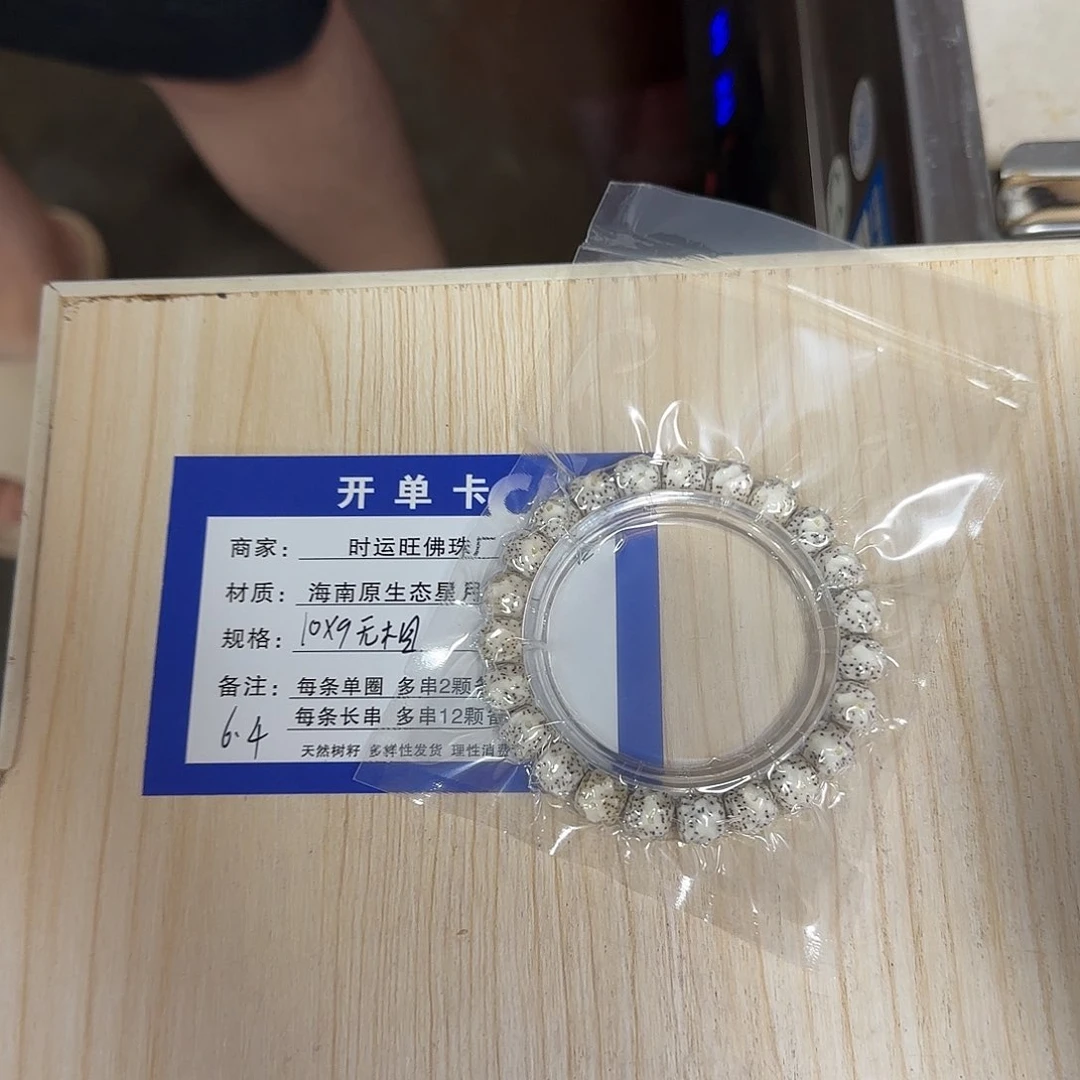 开单卡
商家： 时运旺佛珠
材质： 海南原生态星月
规格： 10X9无相
备注： 每条单圈 多串2颗
6.4 每条长串 多串12颗备
天然树籽 多样性发货 理性消费